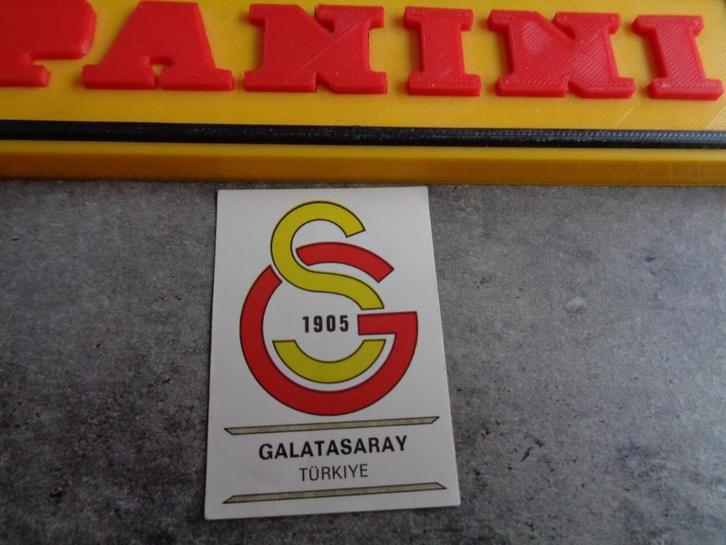 PANINI
1905
GALATASARAY
TÜRKIYE